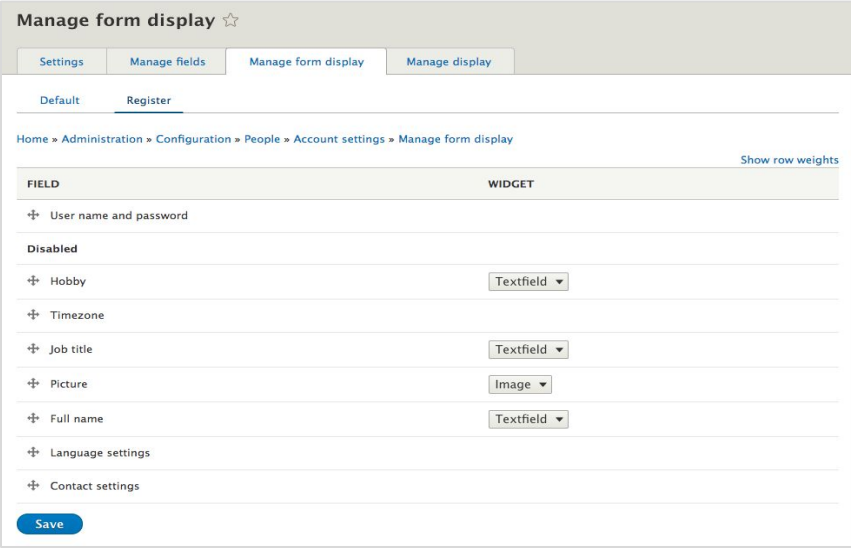 Manage form display
Settings Manage fields Manage form display Manage display
Default Register
Home » Administration » Configuration » People » Account settings » Manage form display
Show row weights
FIELD WIDGET
User name and password
Disabled
Hobby Textfield
Timezone
Job title Textfield
Picture Image
Full name Textfield
Language settings
Contact settings
Save